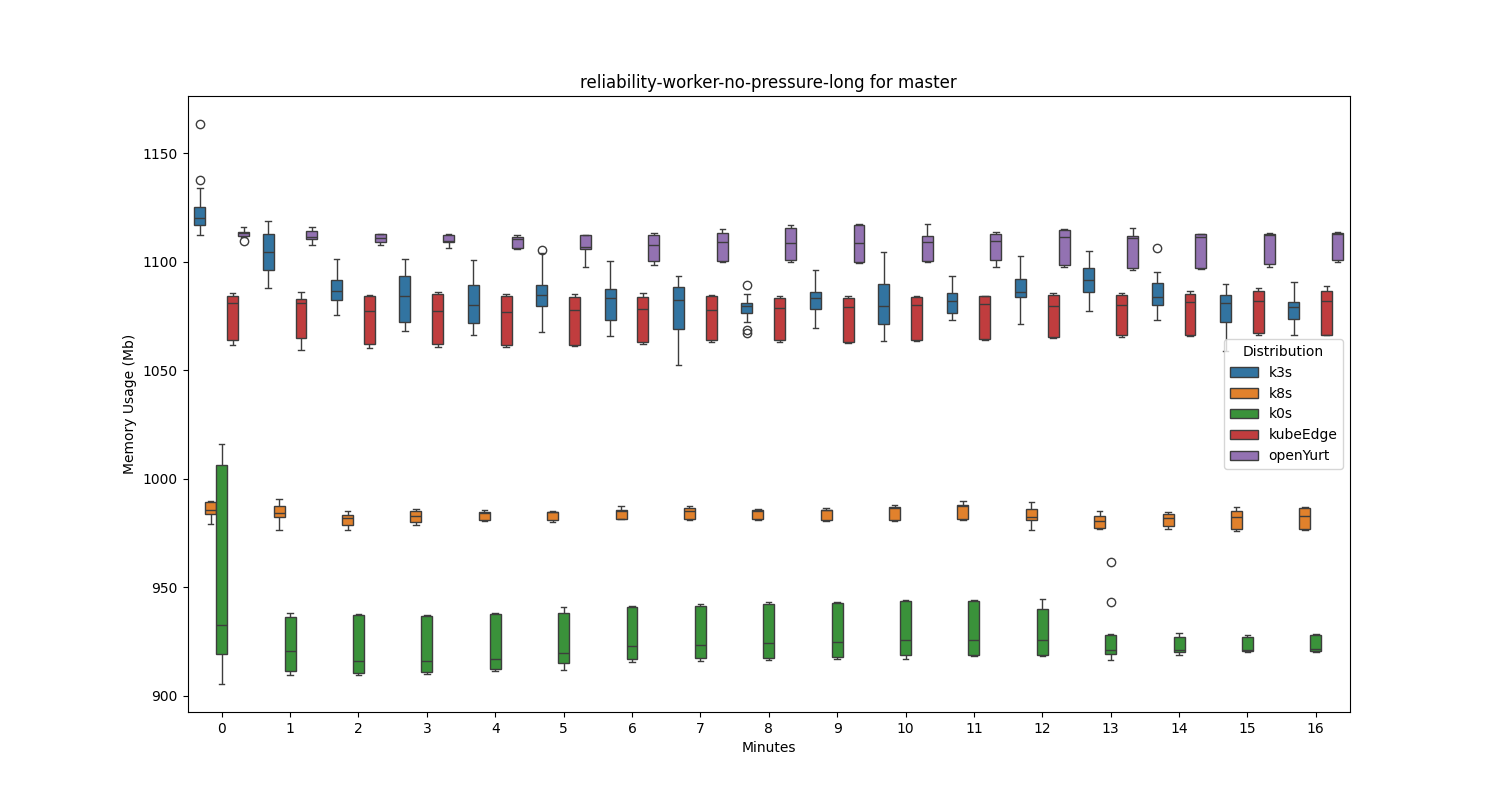 reliability-worker-no-pressure-long for master
Memory Usage (Mb)
1150
1100
1050
1000
950
900
Distribution
k3s
k8s
k0s
kubeEdge
openYurt
0 1 2 3 4 5 6 7 8 9 10 11 12 13 14 15 16
Minutes